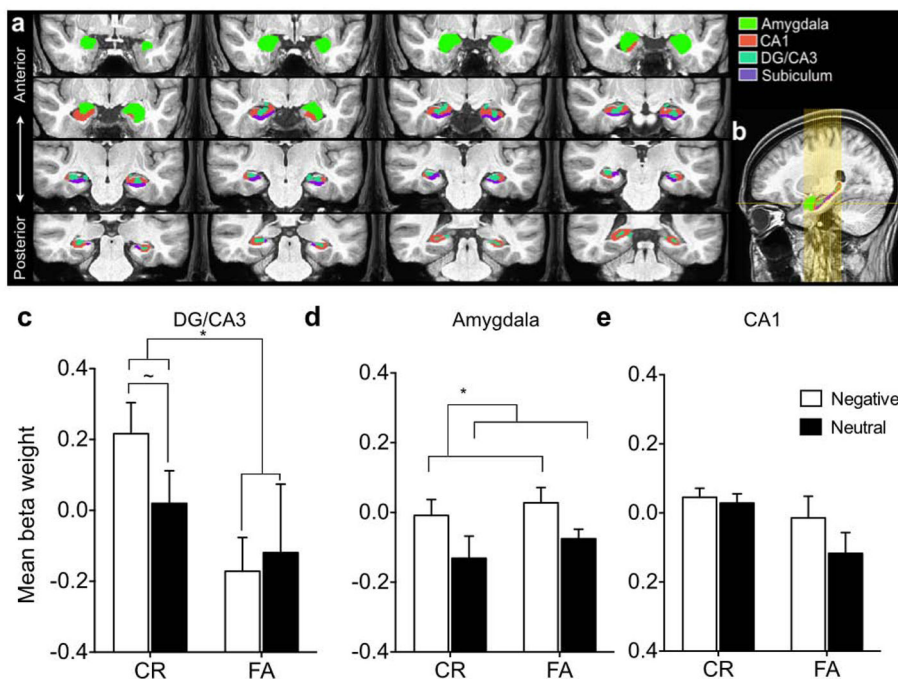 a
Anterior
Posterior
Amygdala
CA1
DG/CA3
Subiculum
b
c
DG/CA3
*
~
Mean beta weight
0.4
0.2
0.0
-0.2
-0.4
CR
FA
d
Amygdala
*
0.4
0.2
0.0
-0.2
-0.4
CR
FA
e
CA1
Negative
Neutral
0.4
0.2
0.0
0.2
0.4
CR
FA